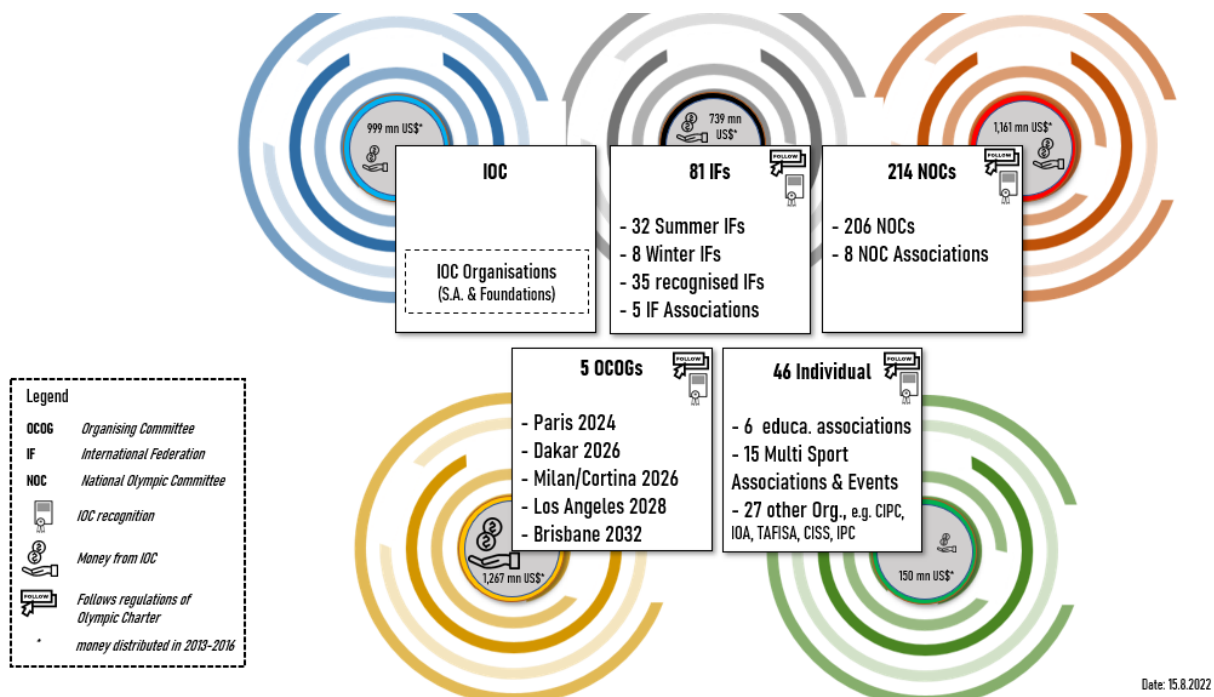 999 mn US$*
IOC
IOC Organisations
(S.A. & Foundations)
739 mn
US$*
FOLLOW
81 IFs
- 32 Summer IFs
- 8 Winter IFs
- 35 recognised IFs
- 5 IF Associations
1,161 mn US$*
FOLLOW
214 NOCs
- 206 NOCs
- 8 NOC Associations
FOLLOW
5 OCOGs
- Paris 2024
- Dakar 2026
- Milan/Cortina 2026
- Los Angeles 2028
- Brisbane 2032
1,267 mn US$*
FOLLOW
46 Individual
- 6 educa. associations
- 15 Multi Sport
Associations & Events
- 27 other Org., e.g. CIPC,
IOA, TAFISA, CISS, IPC
150 mn US$*
Legend
OCOG Organising Committee
IF International Federation
NOC National Olympic Committee
IOC recognition
Money from IOC
FOLLOW
Follows regulations of
Olympic Charter
* money distributed in 2013-2016
Date: 15.8.2022